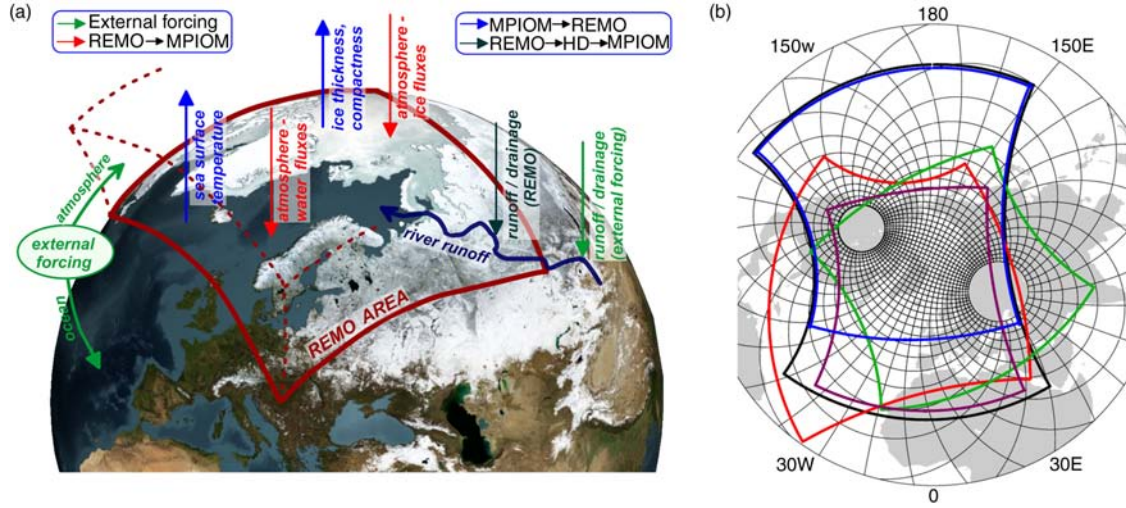 (a)
External forcing
REMO→MPIOM
MPIOM→REMO
REMO→HD→MPIOM
sea surface
temperature
ice thickness,
compactness
atmosphere -
ice fluxes
atmosphere -
water fluxes
runoff / drainage
(REMO)
runoff / drainage
(external forcing)
atmosphere
external
forcing
ocean
river runoff
REMO AREA
(b)
180
150w
150E
30W
30E
0